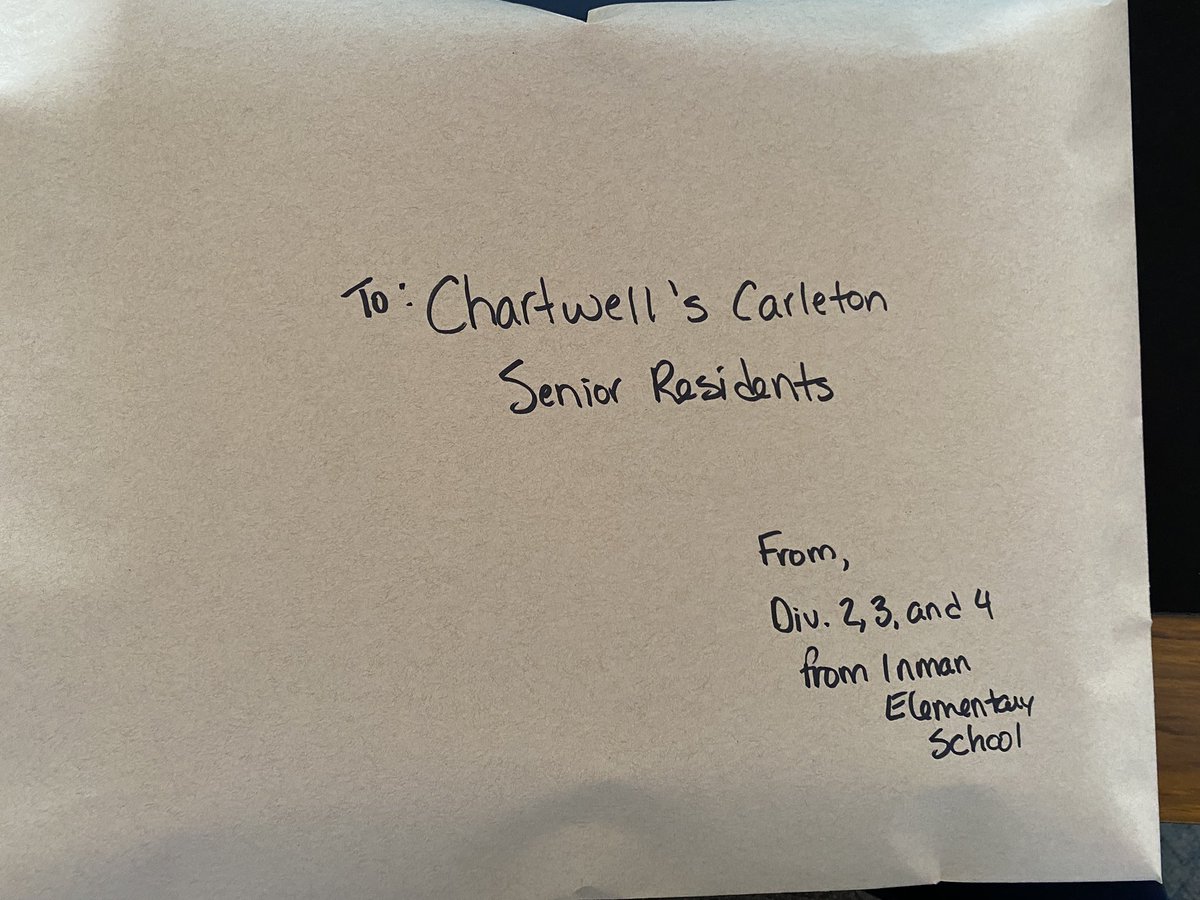 To: Chartwell's Carleton
Senior Residents
From,
Div. 2, 3, and 4
from Inman
Elementary
School